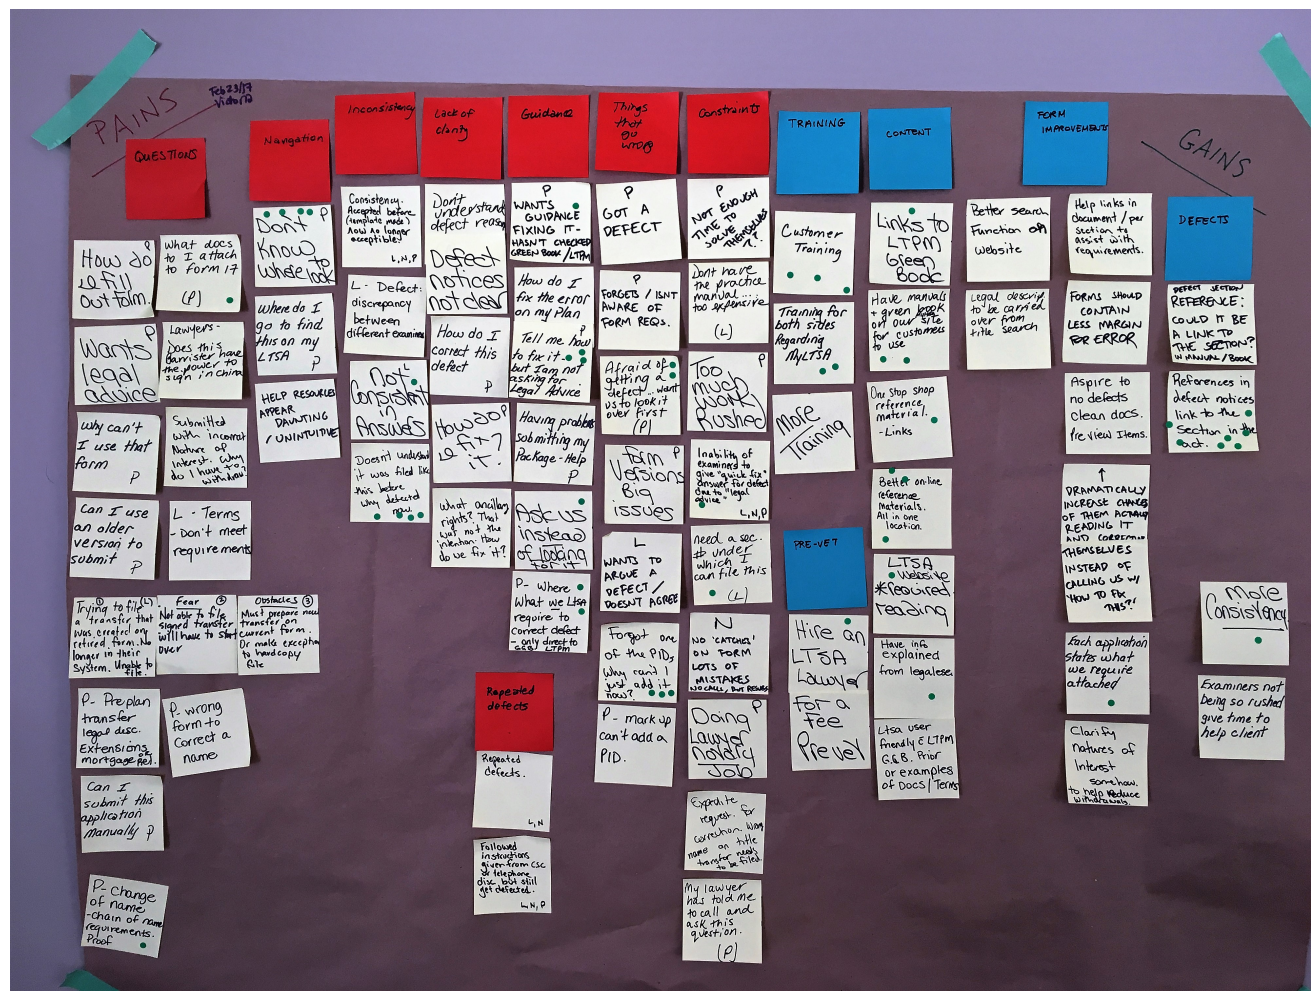 PAINS
Feb 23/17
Victoria
QUESTIONS
How do
I fill
out form.
P
What docs
to I attach
to form 17
(P)
Wants
legal
advice
P
Lawyers-
Does this
Barrister have
the power to
sign in china
Why can't
I use that
form
P
Submitted
with incorrect
Nature of
Interest. Why
do I have to
withdraw?
Can I use
an older
version to
submit
P
L - Terms
- Don't meet
requirements
① (L)
Trying to file
a transfer that
was created on
retired form. No
longer in their
System. Unable to
file.
Fear ②
Not able to file
signed transfer
will have to start
over
Obstacles ③
Must prepare new
transfer on
current form.
Or make exception
to hardcopy
file
P- Pre plan
transfer
legal disc.
Extensions
mortgage or
P- wrong
form to
Correct a
name
Can I
submit this
application
manually P
P- Change
of name
-chain of name
requirements.
Proof
Navigation
P
Don't
Know
where to look
Where do I
go to find
this on my
LTSA
P
HELP RESOURCES
APPEAR
DAUNTING
/ UNINTUITIVE
Inconsistency
Consistency.
Accepted before
(template made)
now no longer
acceptible?
L, N, P
L - Defect:
discrepancy
between
different examiners
Not
Consistent
in
Answers
Doesn't understand
it was filed like
this before
why defected
now.
Lack of
clarity
Don't
understand
defect reason
Defect
notices
not clear
How do I
correct this
defect
P
How do
I fix
it?
P
What ancillary
rights? That
was not the
intention. How
do we fix it?
Guidance
P
WANTS
GUIDANCE
FIXING IT-
HASN'T CHECKED
GREEN BOOK/LTPM
How do I
fix the error
on my Plan
P
Tell me how
to fix it-
but I am not
asking for
Legal Advice
Having problems
submitting my
Package - Help
P
Ask us
instead
of looking
for it
P- Where
What we LTSA
require to
correct defect
- only direct to
G&B LTPM
Repeated
defects
Repeated
defects.
L, N
Followed
instructions
given from CSC
or telephone
disc, but still
get defected.
L, N, P
Things
that
go
wrong
P
GOT A
DEFECT
P
FORGETS / ISNT
AWARE OF
FORM REQS.
Afraid of
getting a
defect... want
us to look it
over first
(P)
P
form
Versions
Big
issues
L
WANTS TO
ARGUE A
DEFECT /
DOESN'T AGREE
Forgot one
of the PID,
Why can't I
just add it
now?
P- mark up
can't add a
PID.
Constraints
P
NOT ENOUGH
TIME TO
SOLVE IT
THEMSELVES
??
Dont have
the practice
manual...
too expensive
(L)
P
Too
much
Work
Rushed
Inability of
examiners to
give "quick fix"
answer for defect
due to "legal
advice"
L, N, P
need a sec.
# under
which I
can file this
(L)
N
NO 'CATCHES'
ON FORM
LOTS OF
MISTAKES
P
Doing
Lawyer
notary
Job
Expedite
request. for
correction. Wrong
name on title
transfer needs
to be filed
My lawyer
has told me
to call and
ask this
question.
(P)
TRAINING
Customer
Training
Training for
both sides
Regarding
MyLTSA
More
Training
PRE-VET
Hire an
LTSA
Lawyer
For a
Fee
Prevet
CONTENT
Links to
LTPM
Green
Book
Have manuals
+ green book
on our site
for customers
to use
One Stop shop
reference
material.
- Links
Better on-line
reference
materials.
All in one
location.
LTSA
website
*required
reading
Have info
explained
from legalese
Ltsa user
friendly & LTPM
G&B. Prior
or examples
of Docs/Terms
FORM
IMPROVEMENTS
Better search
Function on
website
Legal descrip
to be carried
over from
title search
Help links in
document / per
section to
assist with
requirements.
FORMS SHOULD
CONTAIN
LESS MARGIN
FOR ERROR
Aspire to
no defects
clean docs.
Pre view Items.
↑
DRAMATICALLY
INCREASE CHANCES
OF THEM ACTUALLY
READING IT
AND
THEMSELVES
INSTEAD OF
CALLING US W/
"HOW TO FIX
THIS?"
Each application
states what
we require
attached
Clarify
natures of
Interest
somehow.
to help reduce
withdrawals.
GAINS
DEFECTS
DEFECT SECTION
REFERENCE:
COULD IT BE
A LINK TO
THE SECTION?
IN MANUAL/BOOK
References in
defect notices
link to the
Section in the
act.
More
Consistency
Examiners not
being so rushed
give time to
help client